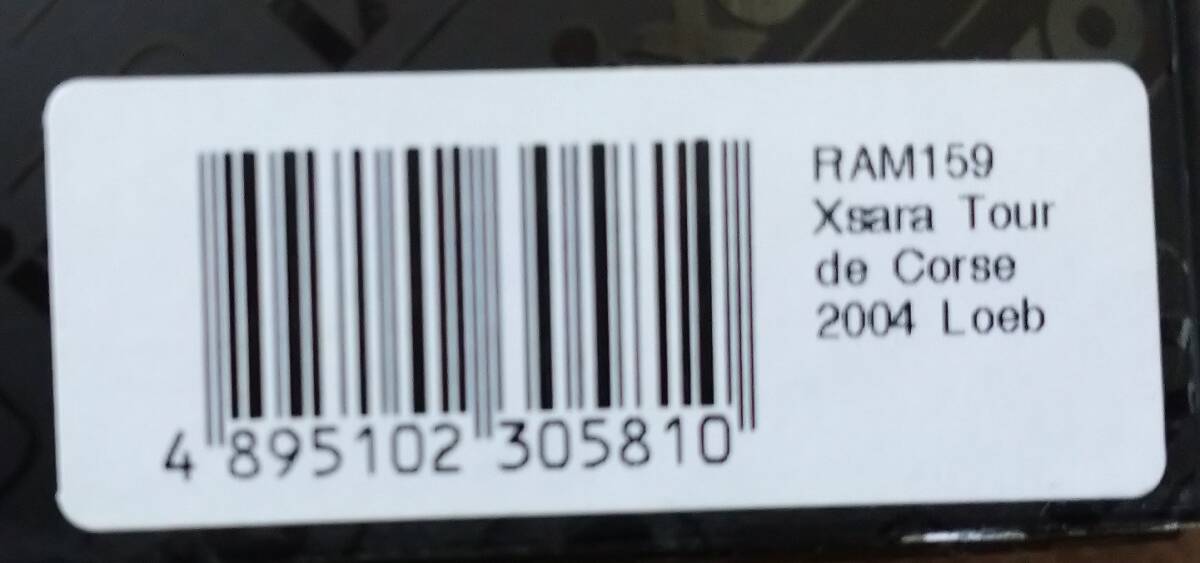 RAM159
Xsara Tour
de Corse
2004 Loeb
4 895102 305810